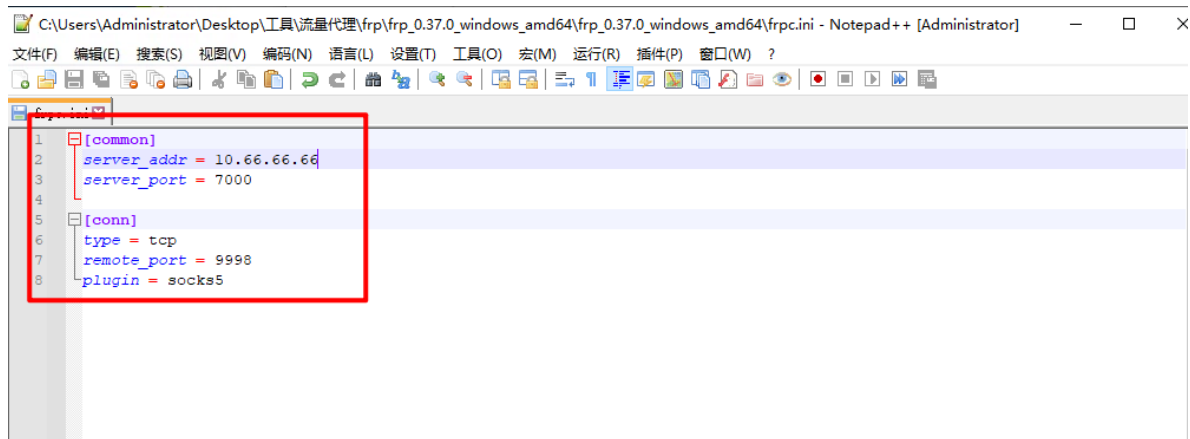 C:\Users\Administrator\Desktop\工具\流量代理\frp\frp_0.37.0_windows_amd64\frp_0.37.0_windows_amd64\frpc.ini - Notepad++ [Administrator]
文件(F) 编辑(E) 搜索(S) 视图(V) 编码(N) 语言(L) 设置(T) 工具(O) 宏(M) 运行(R) 插件(P) 窗口(W) ?
frpc.ini
1 [common]
2 server_addr = 10.66.66.66
3 server_port = 7000
4
5 [conn]
6 type = tcp
7 remote_port = 9998
8 plugin = socks5